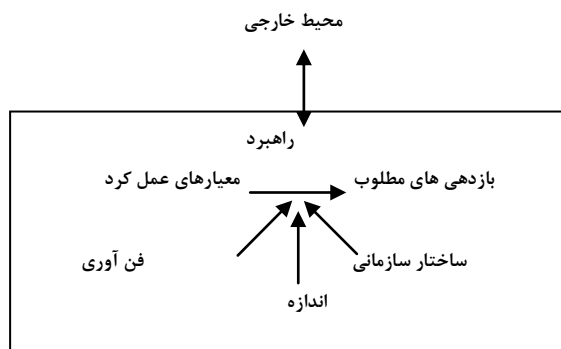 محیط خارجی
راهبرد
بازدهی های مطلوب
معیارهای عمل کرد
ساختار سازمانی
فن آوری
اندازه